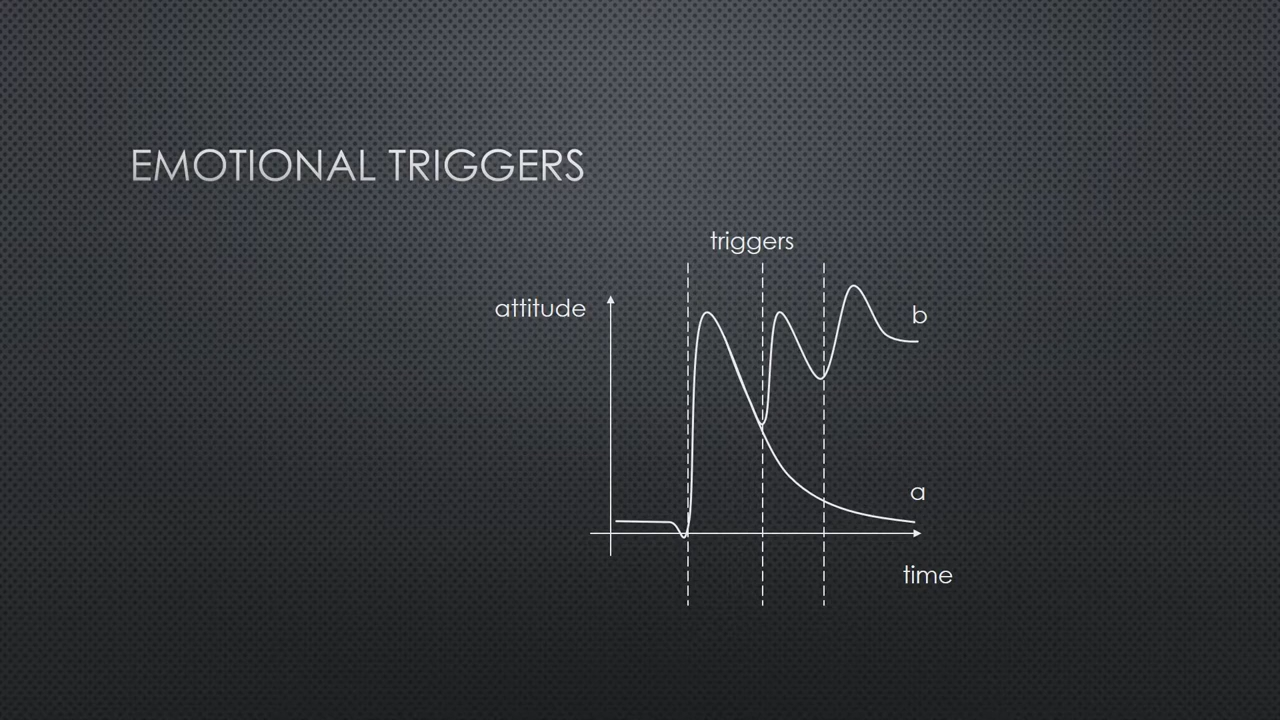 EMOTIONAL TRIGGERS
triggers
attitude
b
a
time